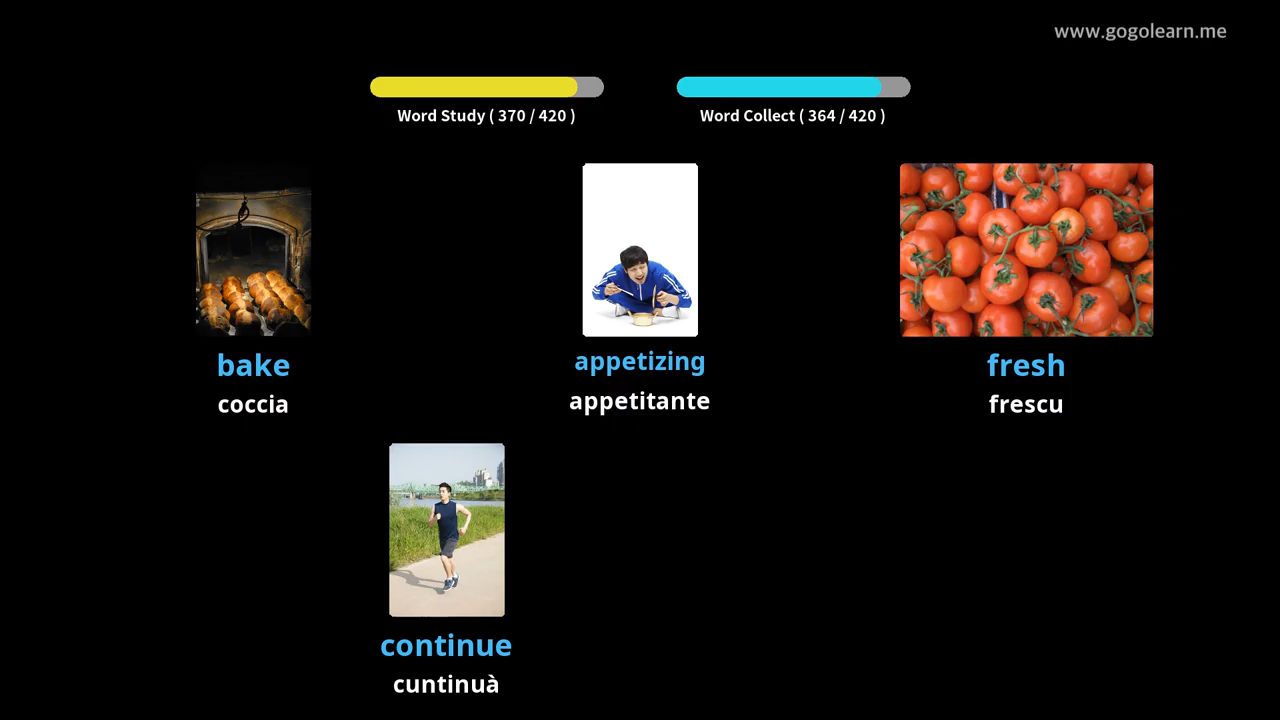 www.gogolearn.me
Word Study ( 370 / 420 )
Word Collect ( 364 / 420 )
bake
coccia
appetizing
appetitante
fresh
frescu
continue
cuntinuà